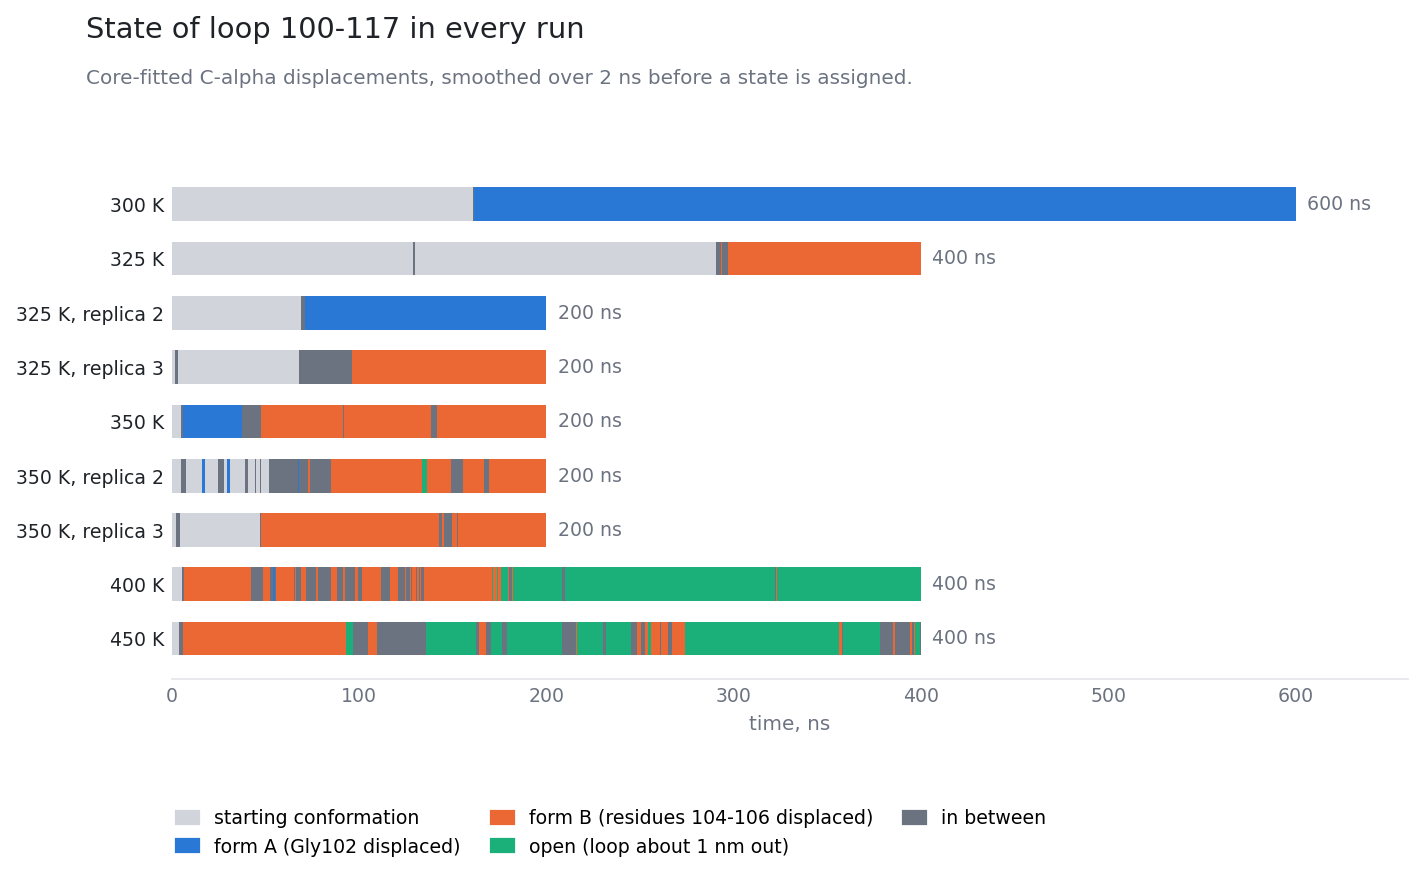 State of loop 100-117 in every run
Core-fitted C-alpha displacements, smoothed over 2 ns before a state is assigned.
300 K
600 ns
325 K
400 ns
325 K, replica 2
200 ns
325 K, replica 3
200 ns
350 K
200 ns
350 K, replica 2
200 ns
350 K, replica 3
200 ns
400 K
400 ns
450 K
400 ns
0 100 200 300 400 500 600
time, ns
starting conformation
form A (Gly102 displaced)
form B (residues 104-106 displaced)
open (loop about 1 nm out)
in between